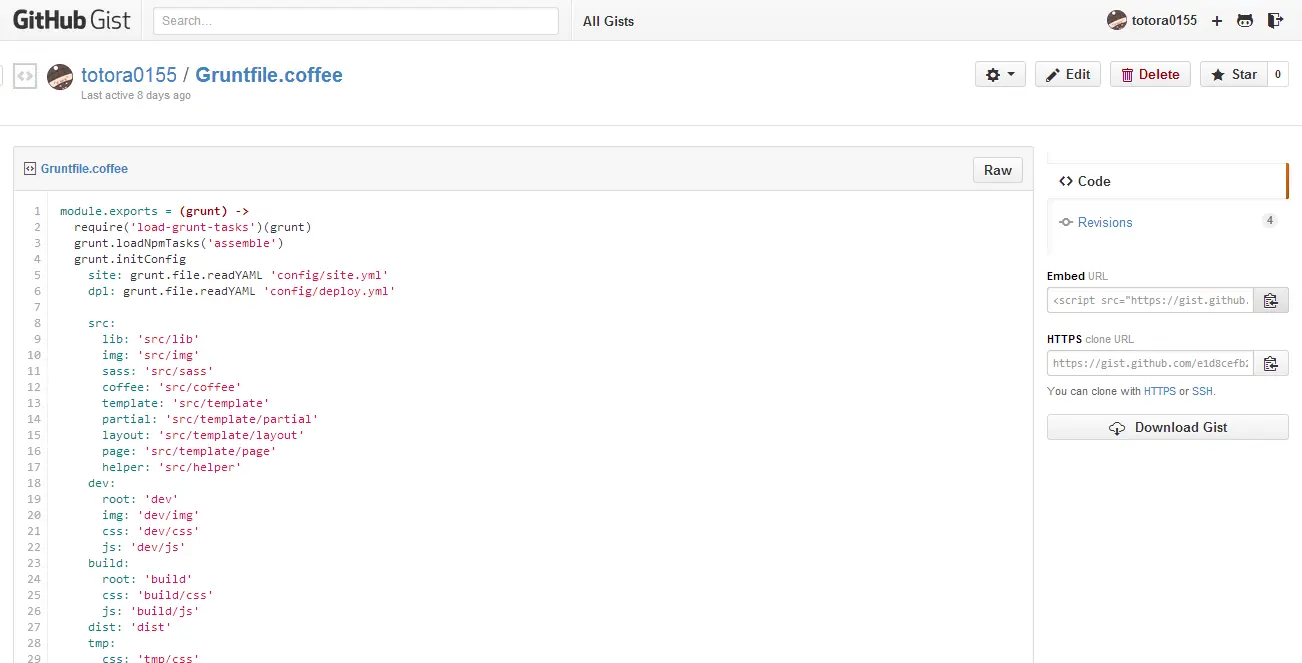 GitHub Gist
Search...
All Gists
totora0155
totora0155 / Gruntfile.coffee
Last active 8 days ago
Edit
Delete
Star
0
Gruntfile.coffee
Raw
1 module.exports = (grunt) ->
2 require('load-grunt-tasks')(grunt)
3 grunt.loadNpmTasks('assemble')
4 grunt.initConfig
5 site: grunt.file.readYAML 'config/site.yml'
6 dpl: grunt.file.readYAML 'config/deploy.yml'
7
8 src:
9 lib: 'src/lib'
10 img: 'src/img'
11 sass: 'src/sass'
12 coffee: 'src/coffee'
13 template: 'src/template'
14 partial: 'src/template/partial'
15 layout: 'src/template/layout'
16 page: 'src/template/page'
17 helper: 'src/helper'
18 dev:
19 root: 'dev'
20 img: 'dev/img'
21 css: 'dev/css'
22 js: 'dev/js'
23 build:
24 root: 'build'
25 css: 'build/css'
26 js: 'build/js'
27 dist: 'dist'
28 tmp:
29 css: 'tmp/css'
Code
Revisions
4
Embed URL
<script src="https://gist.github.
HTTPS clone URL
https://gist.github.com/e1d8cefb
You can clone with HTTPS or SSH.
Download Gist